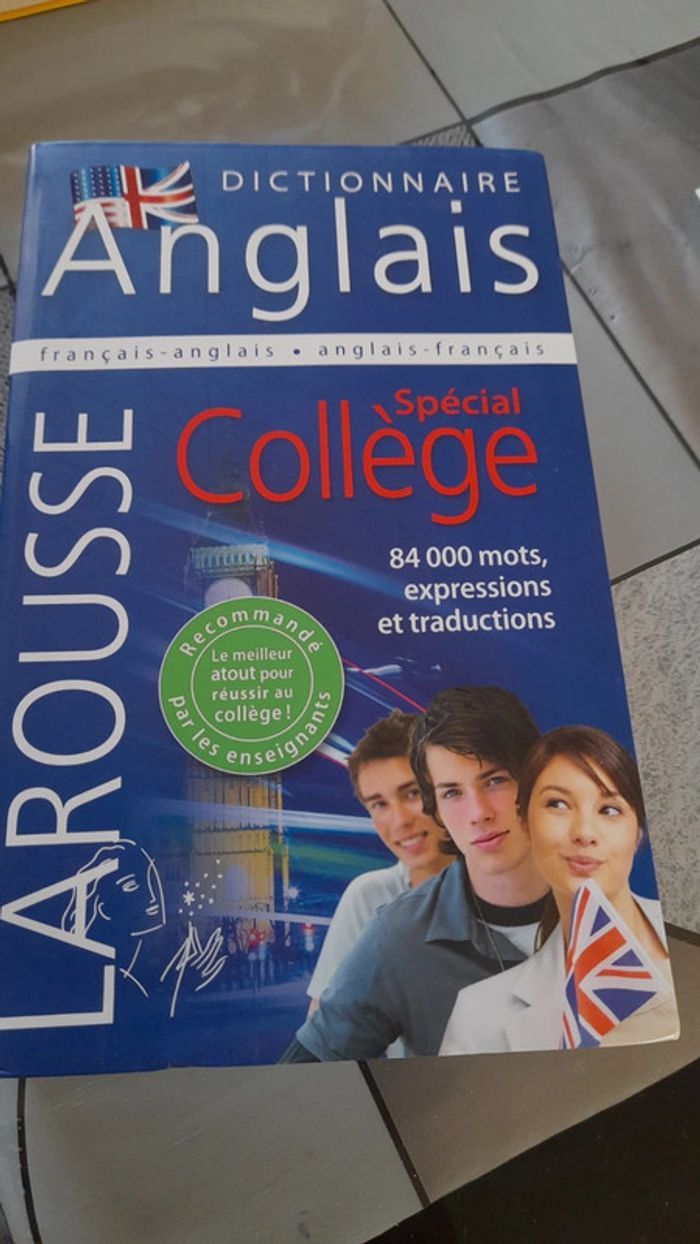 DICTIONNAIRE
Anglais
français-anglais • anglais-français
LAROUSSE
Spécial
Collège
84 000 mots,
expressions
et traductions
Recommandé
Le meilleur
atout pour
réussir au
collège !
par les enseignants